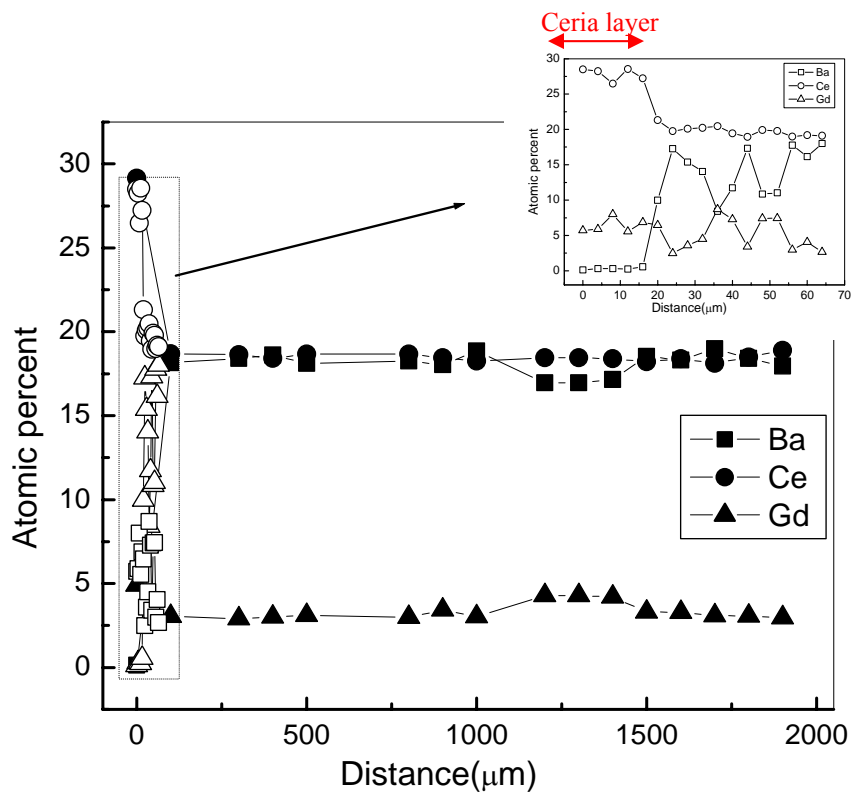 Ceria layer
30
25
20
15
10
5
0
Atomic percent
0 10 20 30 40 50 60 70
Distance(μm)
Ba
Ce
Gd
30
25
20
15
10
5
0
Atomic percent
Ba
Ce
Gd
0 500 1000 1500 2000
Distance(μm)